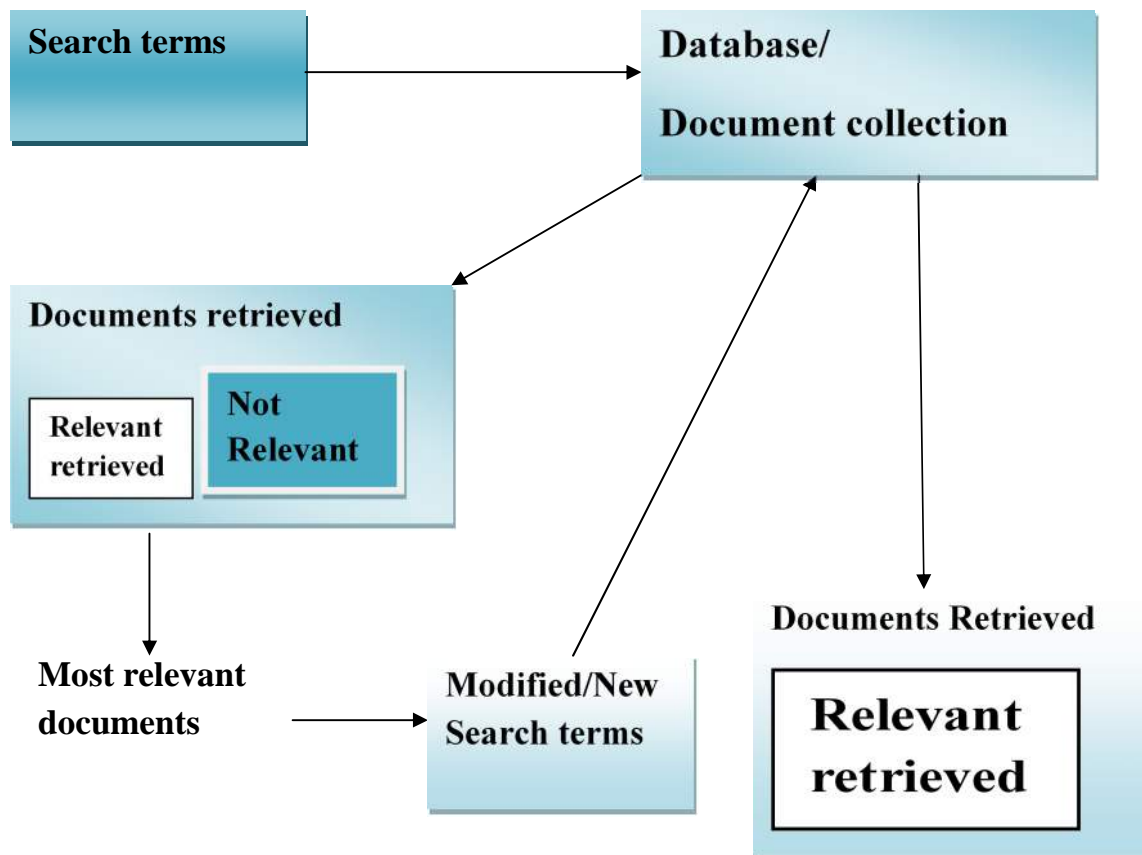 Search terms
Database/
Document collection
Documents retrieved
Relevant
retrieved
Not
Relevant
Most relevant
documents
Modified/New
Search terms
Documents Retrieved
Relevant
retrieved